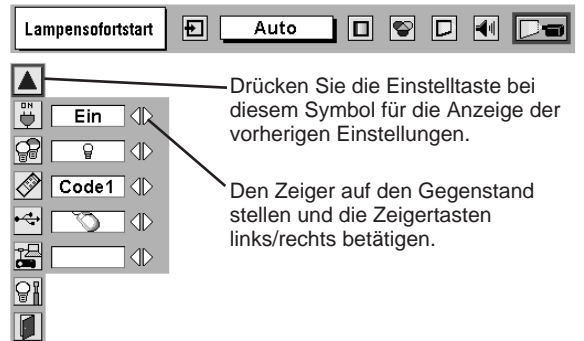 Lampensofortstart
Auto
Drücken Sie die Einstelltaste bei
diesem Symbol für die Anzeige der
vorherigen Einstellungen.
ON
Ein
Code1
Den Zeiger auf den Gegenstand
stellen und die Zeigertasten
links/rechts betätigen.